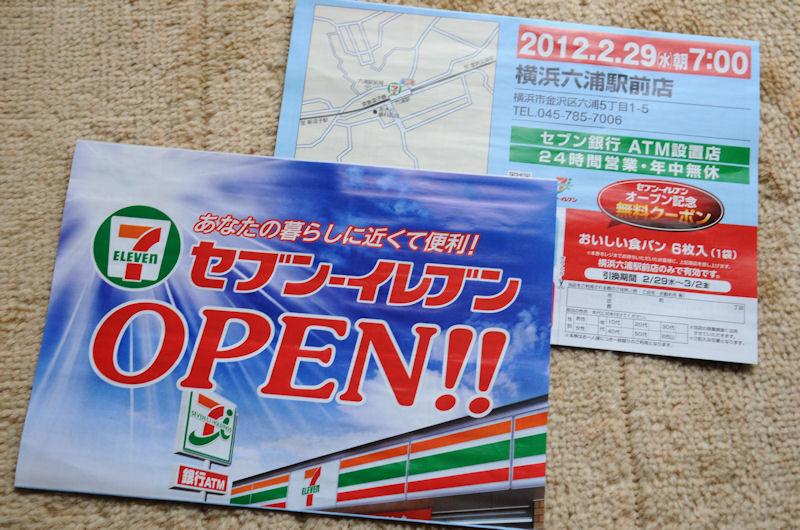 2012.2.29(水)朝7:00
横浜六浦駅前店
横浜市金沢区六浦5丁目1-5
TEL.045-785-7006
セブン銀行 ATM設置店
24時間営業・年中無休
セブン-イレブン
オープン記念
無料クーポン
おいしい食パン 6枚入(1袋)
横浜六浦駅前店のみで有効です。
引換期間 2/29水〜3/2金
7
ELEVEN
あなたの暮らしに近くて便利!
セブン-イレブン
OPEN!!
SEVEN & i HOLDINGS
銀行ATM
7
ELEVEN